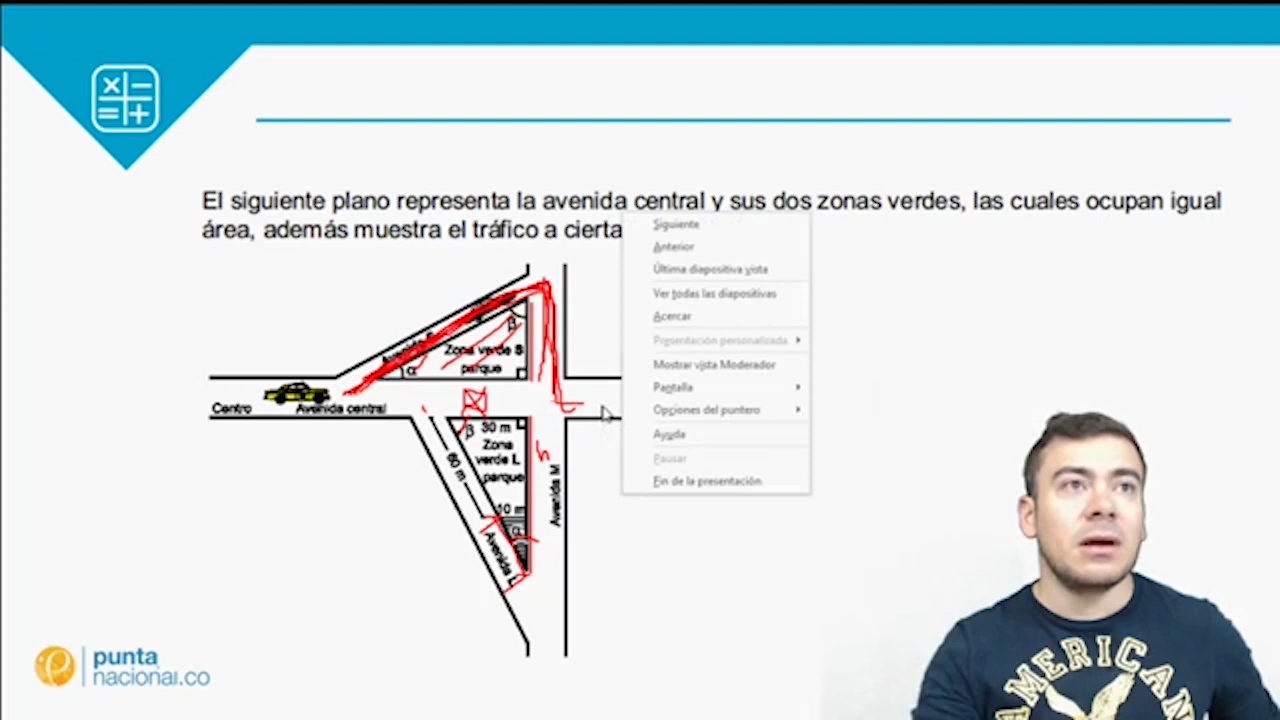 El siguiente plano representa la avenida central y sus dos zonas verdes, las cuales ocupan igual
área, además muestra el tráfico a cierta
Siguiente
Anterior
Última diapositiva vista
Ver todas las diapositivas
Acercar
Presentación personalizada
Mostrar vista Moderador
Pantalla
Opciones del puntero
Ayuda
Pausar
Fin de la presentación
β
Zona verde S
parque
α
Centro
Avenida central
β 30 m
Zona
verde L
parque
60 m
h
Avenida M
10 m
α
Avenida L
punta
nacional.co
AMERICAN